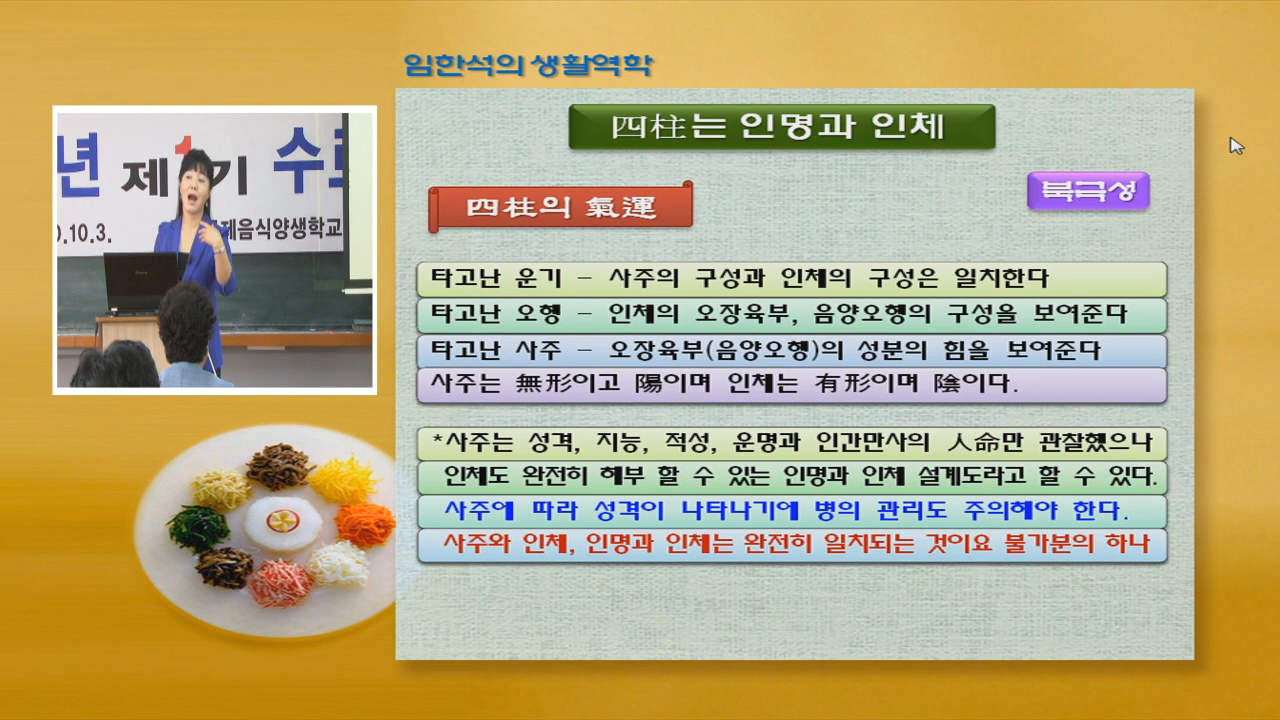 임한석의 생활역학
四柱는 인명과 인체
북극성
四柱의 氣運
타고난 운기 - 사주의 구성과 인체의 구성은 일치한다
타고난 오행 - 인체의 오장육부, 음양오행의 구성을 보여준다
타고난 사주 - 오장육부(음양오행)의 성분의 힘을 보여준다
사주는 無形이고 陽이며 인체는 有形이며 陰이다.
*사주는 성격, 지능, 적성, 운명과 인간만사의 人命만 관찰했으나
인체도 완전히 해부 할 수 있는 인명과 인체 설계도라고 할 수 있다.
사주에 따라 성격이 나타나기에 병의 관리도 주의해야 한다.
사주와 인체, 인명과 인체는 완전히 일치되는 것이요 불가분의 하나
년 제1기 수료
0.10.3.
제음식양생학교